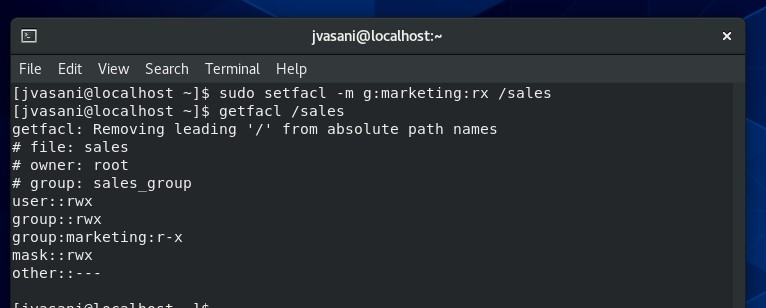 jvasani@localhost:~
File Edit View Search Terminal Help
[jvasani@localhost ~]$ sudo setfacl -m g:marketing:rx /sales
[jvasani@localhost ~]$ getfacl /sales
getfacl: Removing leading '/' from absolute path names
# file: sales
# owner: root
# group: sales_group
user::rwx
group::rwx
group:marketing:r-x
mask::rwx
other::---
[jvasani@localhost ~]$